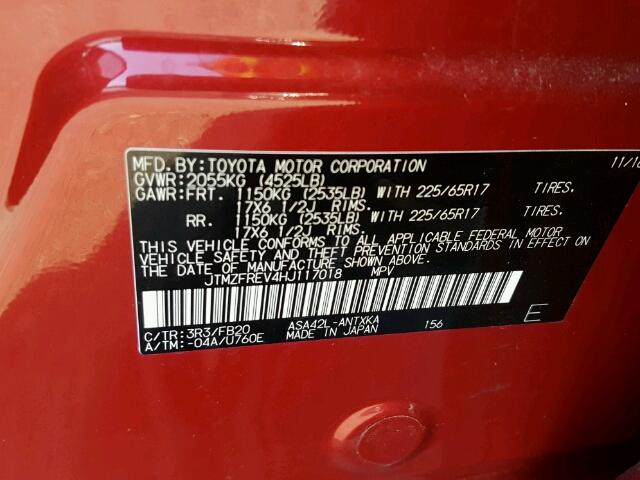 MFD.BY:TOYOTA MOTOR CORPORATION 11/16
GVWR:2055KG (4525LB)
GAWR:FRT. 1150KG (2535LB) WITH 225/65R17 TIRES.
17X6 1/2J RIMS.
RR. 1150KG (2535LB) WITH 225/65R17 TIRES.
17X6 1/2J RIMS.
THIS VEHICLE CONFORMS TO ALL APPLICABLE FEDERAL MOTOR
VEHICLE SAFETY AND THEFT PREVENTION STANDARDS IN EFFECT ON
THE DATE OF MANUFACTURE SHOWN ABOVE.
JTMZFREV4HJ117018 MPV
C/TR:3R3/FB20 ASA42L-ANTXKA 156 E
A/TM:-04A/U760E MADE IN JAPAN